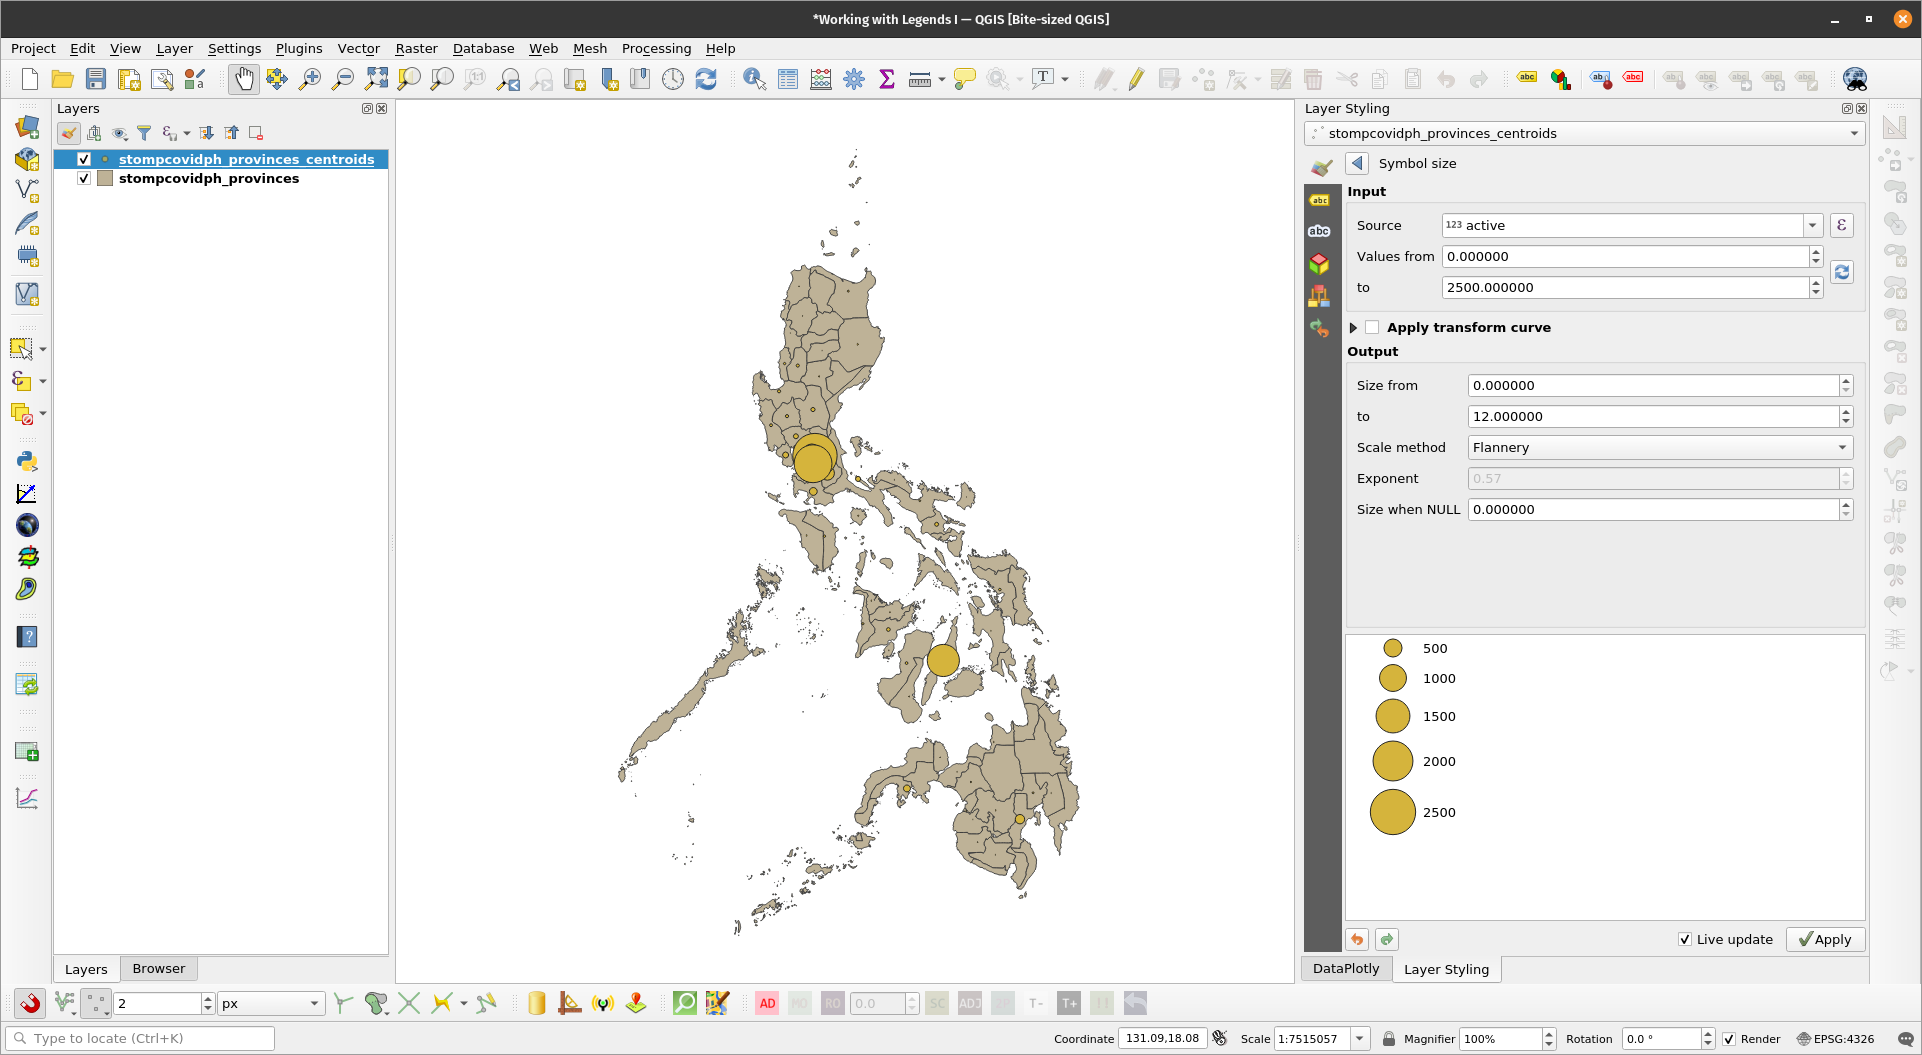 *Working with Legends I — QGIS [Bite-sized QGIS]
Project Edit View Layer Settings Plugins Vector Raster Database Web Mesh Processing Help
Layers
stompcovidph_provinces_centroids
stompcovidph_provinces
Layers Browser
Layer Styling
stompcovidph_provinces_centroids
Symbol size
Input
Source 123 active ε
Values from 0.000000
to 2500.000000
Apply transform curve
Output
Size from 0.000000
to 12.000000
Scale method Flannery
Exponent 0.57
Size when NULL 0.000000
500
1000
1500
2000
2500
Live update Apply
DataPlotly Layer Styling
2 px AD MO RO 0.0 SC ADJ T- T+
Type to locate (Ctrl+K) Coordinate 131.09,18.08 Scale 1:7515057 Magnifier 100% Rotation 0.0 ° Render EPSG:4326